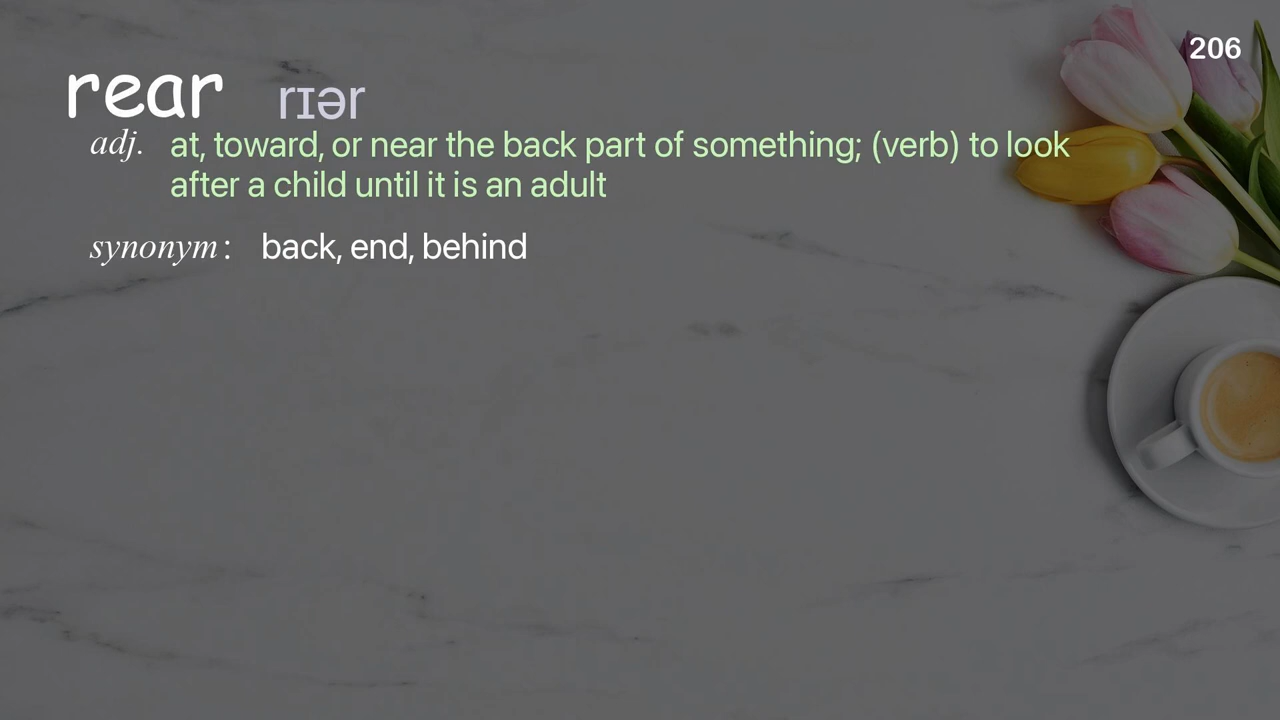 206
rear rɪər
adj. at, toward, or near the back part of something; (verb) to look
after a child until it is an adult
synonym: back, end, behind